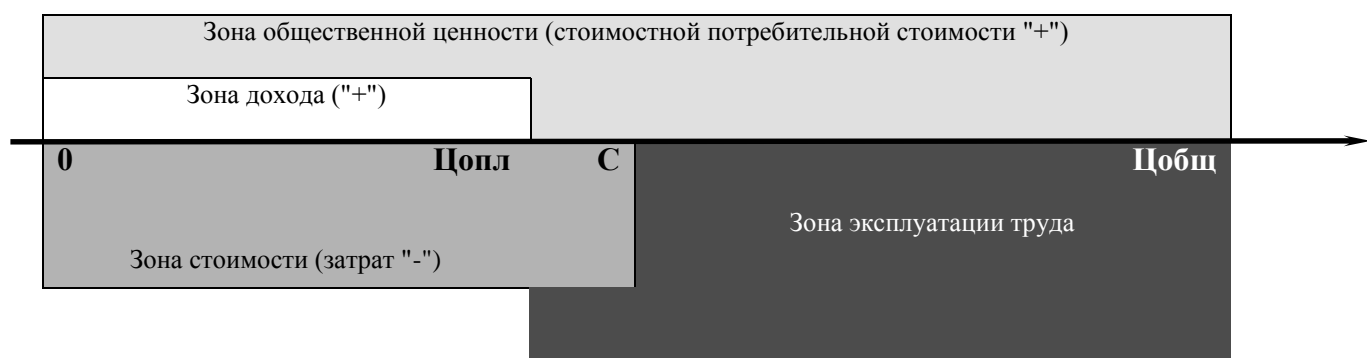 Зона общественной ценности (стоимостной потребительной стоимости "+")
Зона дохода ("+")
0 Цопл С Цобщ
Зона эксплуатации труда
Зона стоимости (затрат "-")